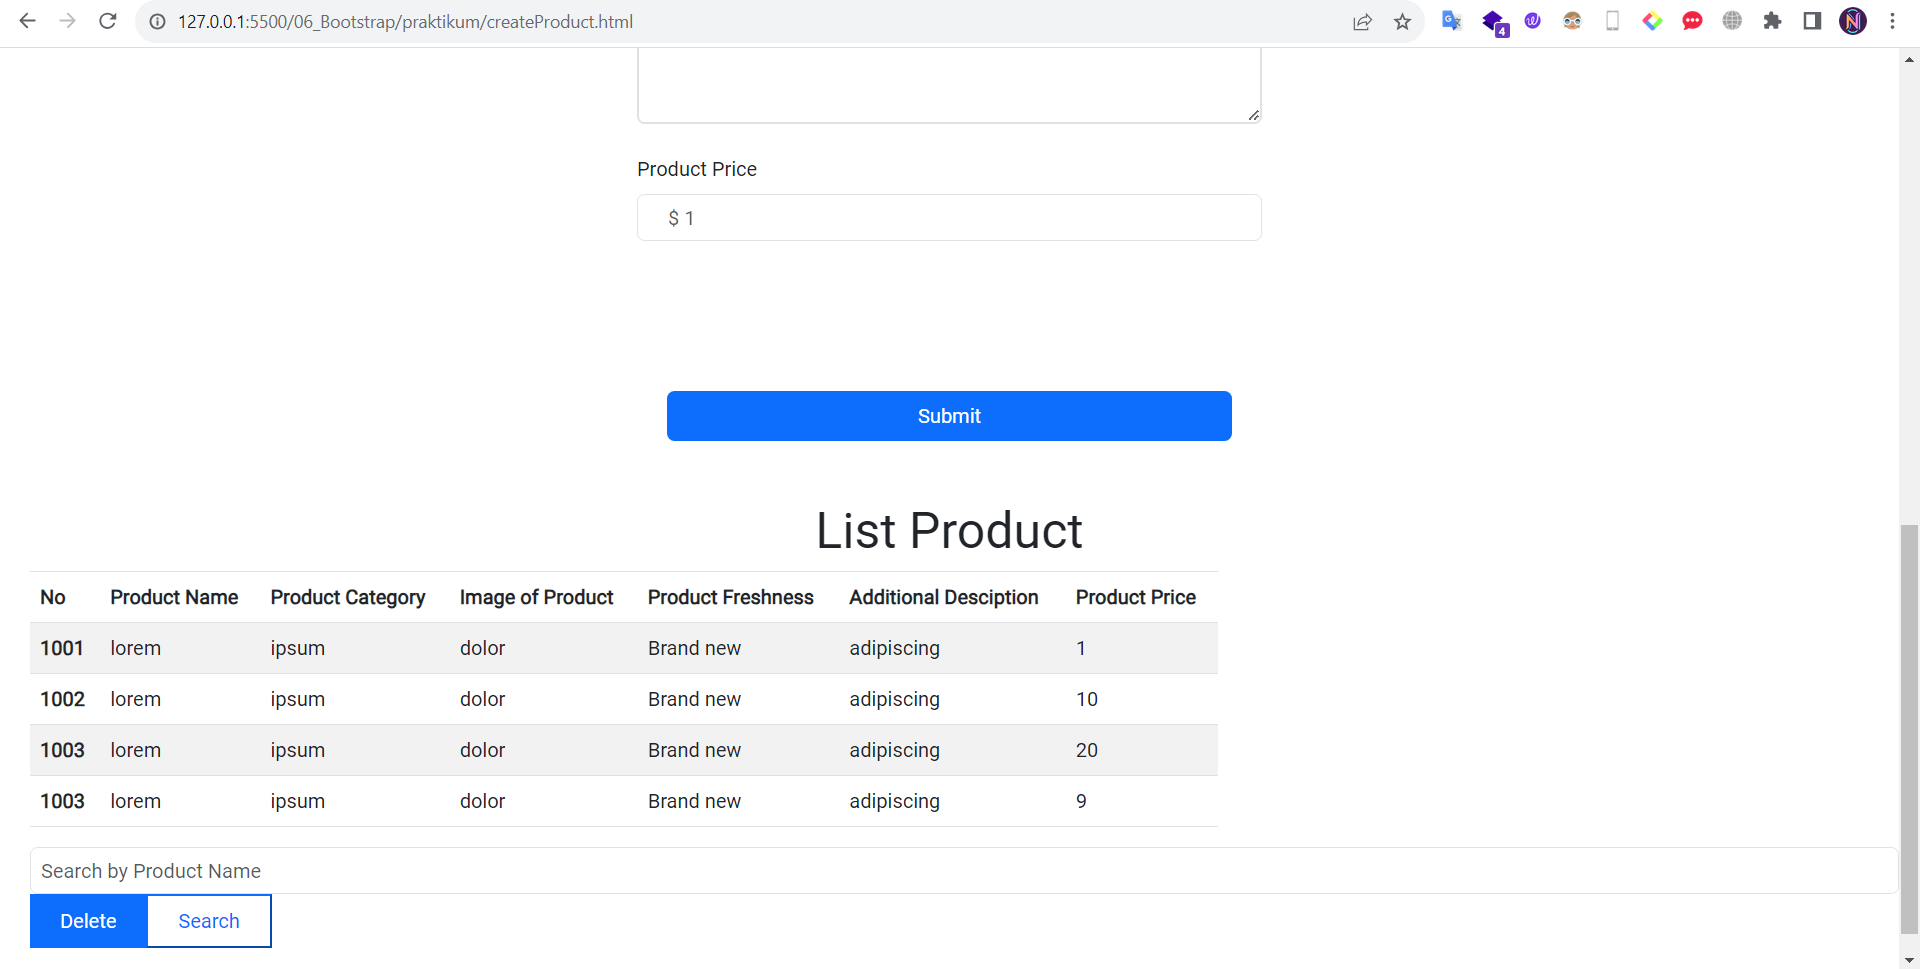 127.0.0.1:5500/06_Bootstrap/praktikum/createProduct.html
4
N
Product Price
$ 1
Submit
List Product
No Product Name Product Category Image of Product Product Freshness Additional Desciption Product Price
1001 lorem ipsum dolor Brand new adipiscing 1
1002 lorem ipsum dolor Brand new adipiscing 10
1003 lorem ipsum dolor Brand new adipiscing 20
1003 lorem ipsum dolor Brand new adipiscing 9
Search by Product Name
Delete Search